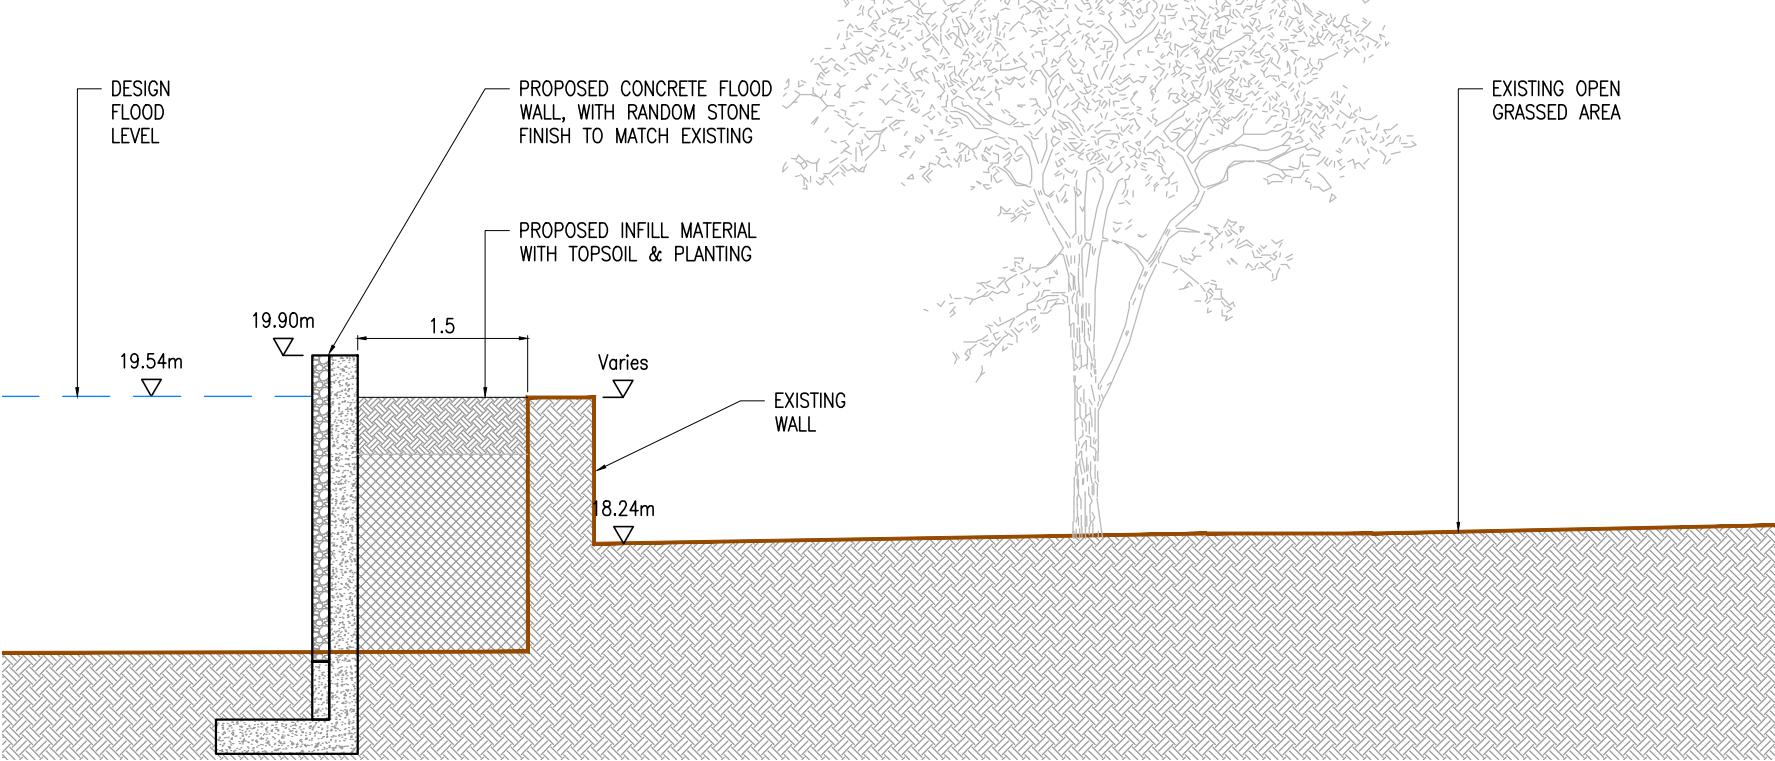 DESIGN
FLOOD
LEVEL
PROPOSED CONCRETE FLOOD
WALL, WITH RANDOM STONE
FINISH TO MATCH EXISTING
EXISTING OPEN
GRASSED AREA
PROPOSED INFILL MATERIAL
WITH TOPSOIL & PLANTING
19.90m
1.5
19.54m
Varies
EXISTING
WALL
18.24m